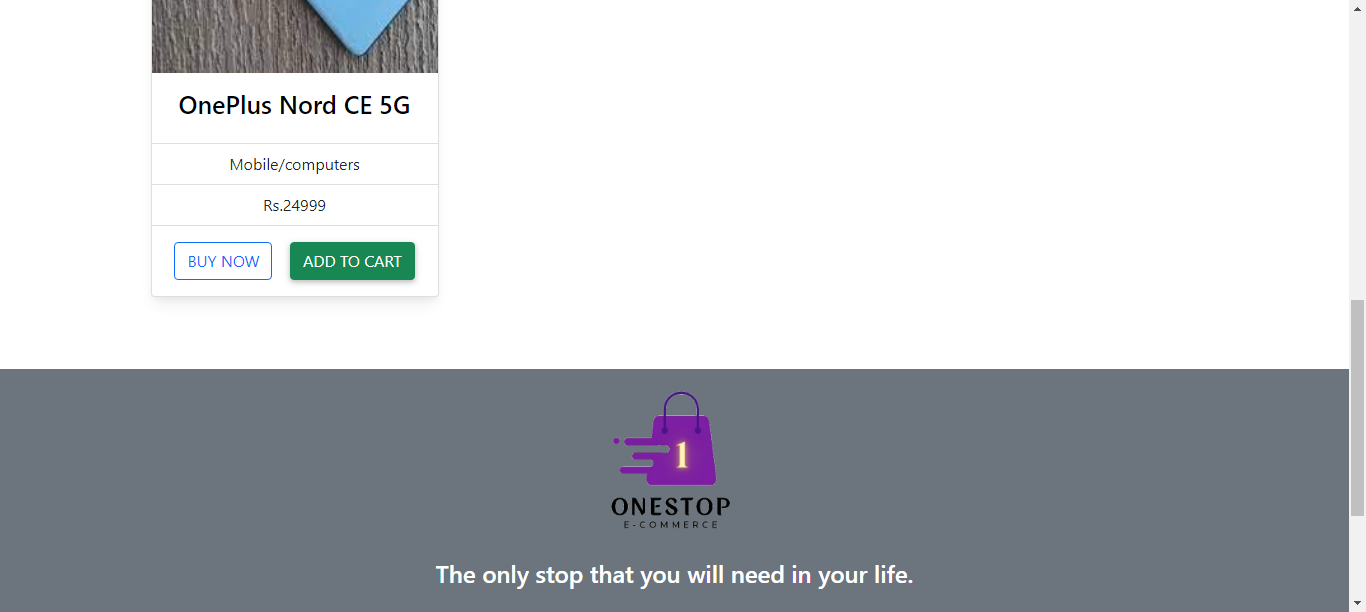 OnePlus Nord CE 5G
Mobile/computers
Rs.24999
BUY NOW ADD TO CART
1
ONESTOP
E-COMMERCE
The only stop that you will need in your life.